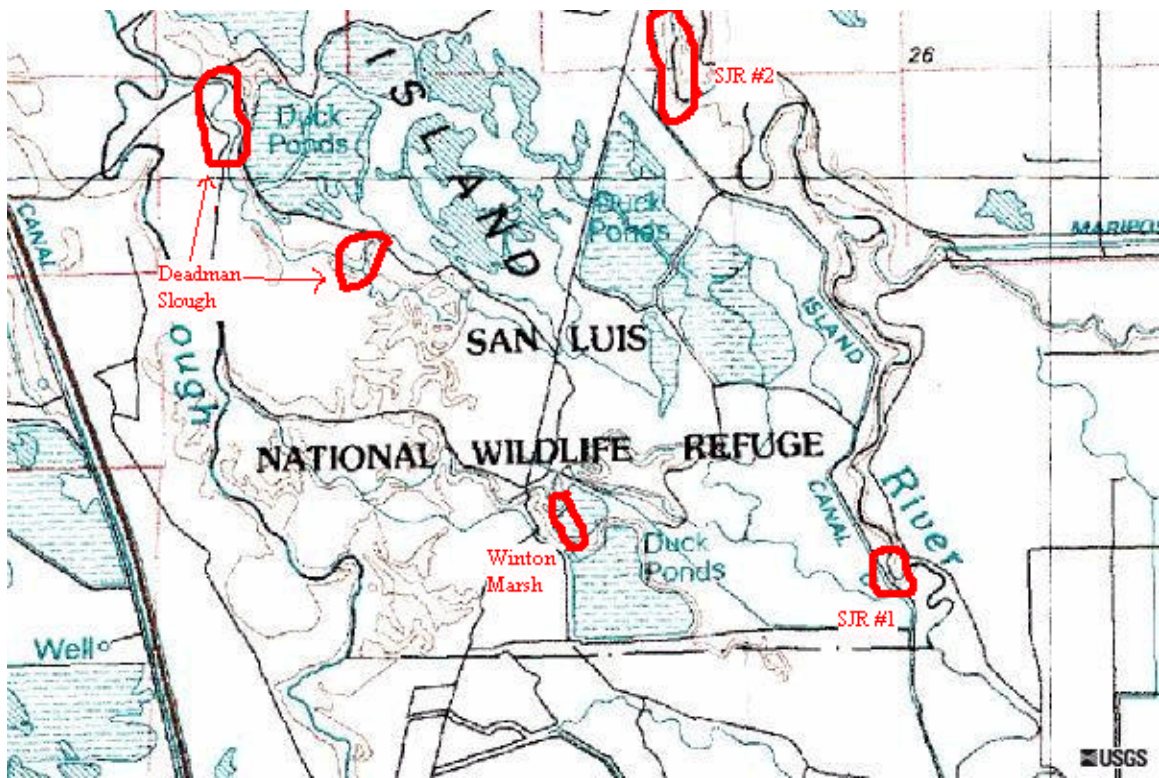 SJR #2
26
Duck
Ponds
ISLAND
Duck
Ponds
CANAL
MARIPOS
Deadman
Slough
ough
SAN LUIS
ISLAND
NATIONAL WILDLIFE REFUGE
CANAL
River
Winton
Marsh
Duck
Ponds
SJR #1
Well
USGS